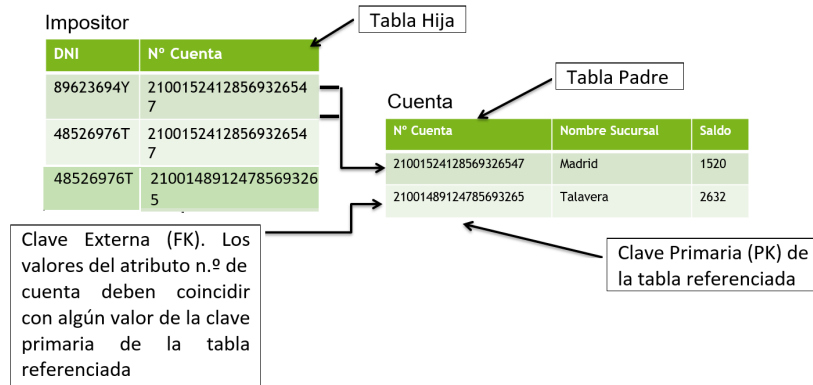 Impositor
Tabla Hija
DNI Nº Cuenta
89623694Y 2100152412856932654
7
48526976T 2100152412856932654
7
48526976T 2100148912478569326
5
Tabla Padre
Cuenta
Nº Cuenta Nombre Sucursal Saldo
21001524128569326547 Madrid 1520
21001489124785693265 Talavera 2632
Clave Externa (FK). Los
valores del atributo n.º de
cuenta deben coincidir
con algún valor de la clave
primaria de la tabla
referenciada
Clave Primaria (PK) de
la tabla referenciada